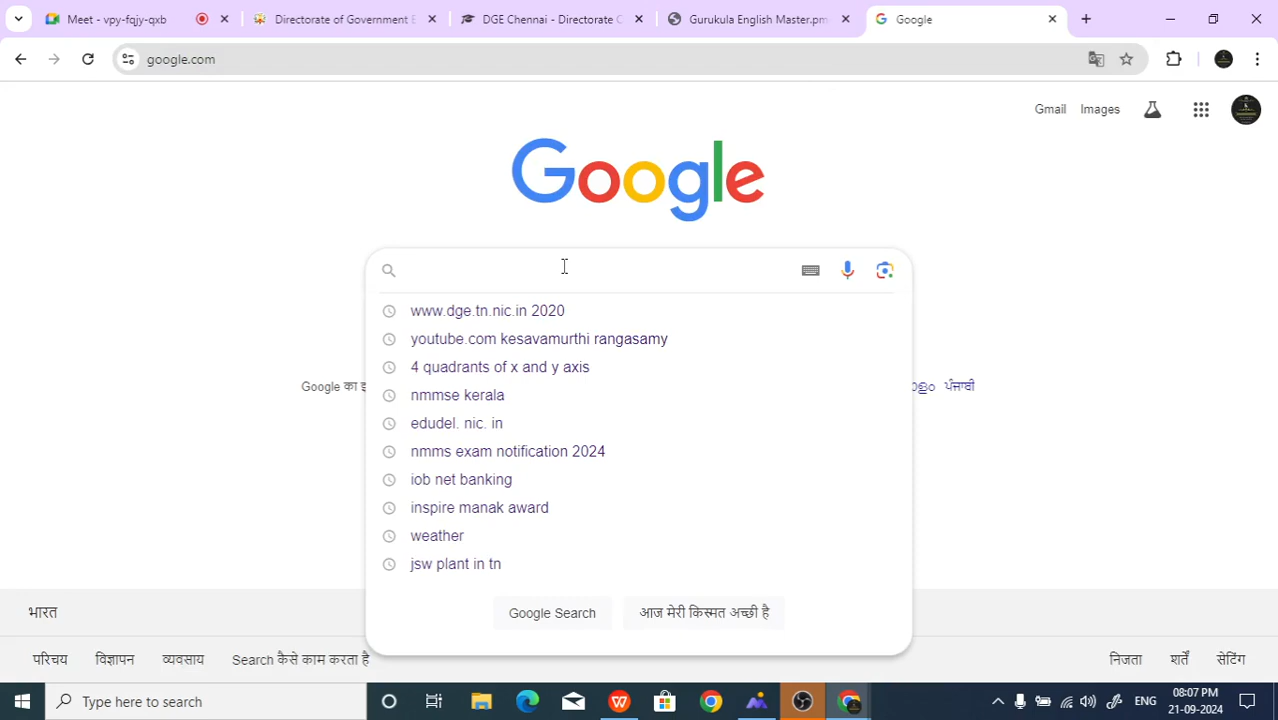 Meet - vpy-fqjy-qxb
Directorate of Government E
DGE Chennai - Directorate C
Gurukula English Master.pm
Google
google.com
Gmail
Images
Google
www.dge.tn.nic.in 2020
youtube.com kesavamurthi rangasamy
4 quadrants of x and y axis
Google का
ਪੰਜਾਬੀ
nmmse kerala
edudel. nic. in
nmms exam notification 2024
iob net banking
inspire manak award
weather
jsw plant in tn
Google Search
आज मेरी किस्मत अच्छी है
भारत
परिचय
विज्ञापन
व्यवसाय
Search कैसे काम करता है
निजता
शर्तें
सेटिंग
Type here to search
ENG
08:07 PM
21-09-2024